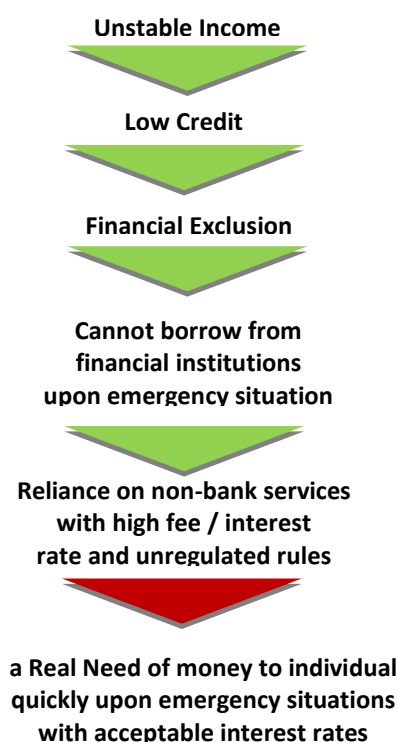 Unstable Income
Low Credit
Financial Exclusion
Cannot borrow from
financial institutions
upon emergency situation
Reliance on non-bank services
with high fee / interest
rate and unregulated rules
a Real Need of money to individual
quickly upon emergency situations
with acceptable interest rates